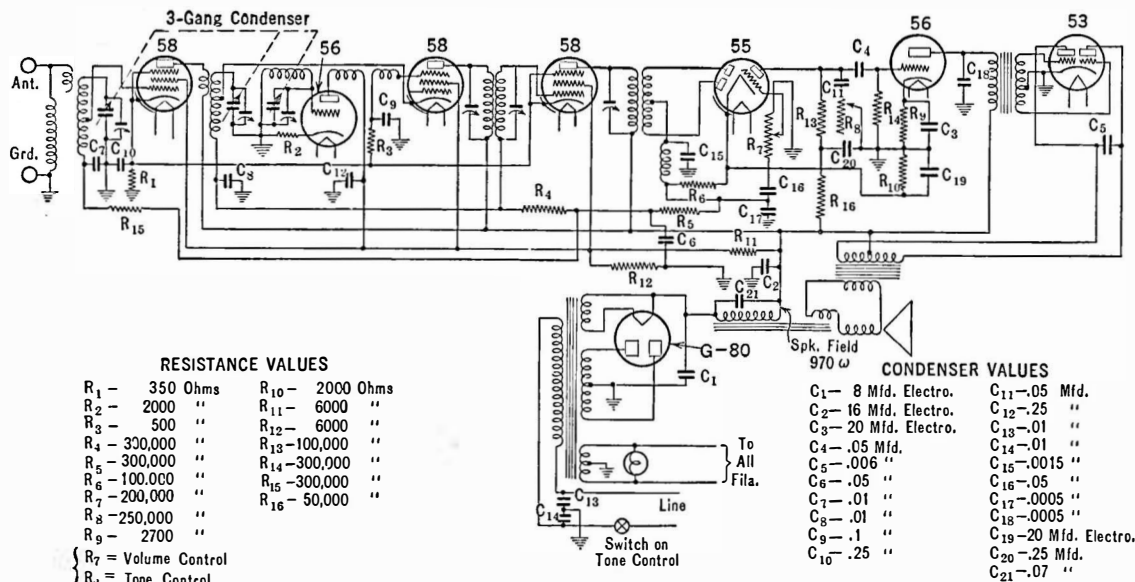 3-Gang Condenser
58
56
58
58
55
56
53
Ant.
Grd.
C4
C11
C18
C9
R2
R3
R13
R8
R14
R9
C3
C5
C7
C10
R1
C8
C12
C15
R7
C20
R10
C19
R6
C16
R15
R4
R5
C17
R16
C6
R11
R12
C2
C21
G-80
Spk. Field
970 ω
C1
To
All
Fila.
C13
Line
C14
Switch on
Tone Control
RESISTANCE VALUES
R1 – 350 Ohms
R2 – 2000 "
R3 – 500 "
R4 – 300,000 "
R5 – 300,000 "
R6 – 100,000 "
R7 – 200,000 "
R8 – 250,000 "
R9 – 2700 "
R7 = Volume Control
R8 = Tone Control
R10 – 2000 Ohms
R11 – 6000 "
R12 – 6000 "
R13 – 100,000 "
R14 – 300,000 "
R15 – 300,000 "
R16 – 50,000 "
CONDENSER VALUES
C1 – 8 Mfd. Electro.
C2 – 16 Mfd. Electro.
C3 – 20 Mfd. Electro.
C4 – .05 Mfd.
C5 – .006 "
C6 – .05 "
C7 – .01 "
C8 – .01 "
C9 – .1 "
C10 – .25 "
C11 – .05 Mfd.
C12 – .25 "
C13 – .01 "
C14 – .01 "
C15 – .0015 "
C16 – .05 "
C17 – .0005 "
C18 – .0005 "
C19 – 20 Mfd. Electro.
C20 – .25 Mfd.
C21 – .07 "